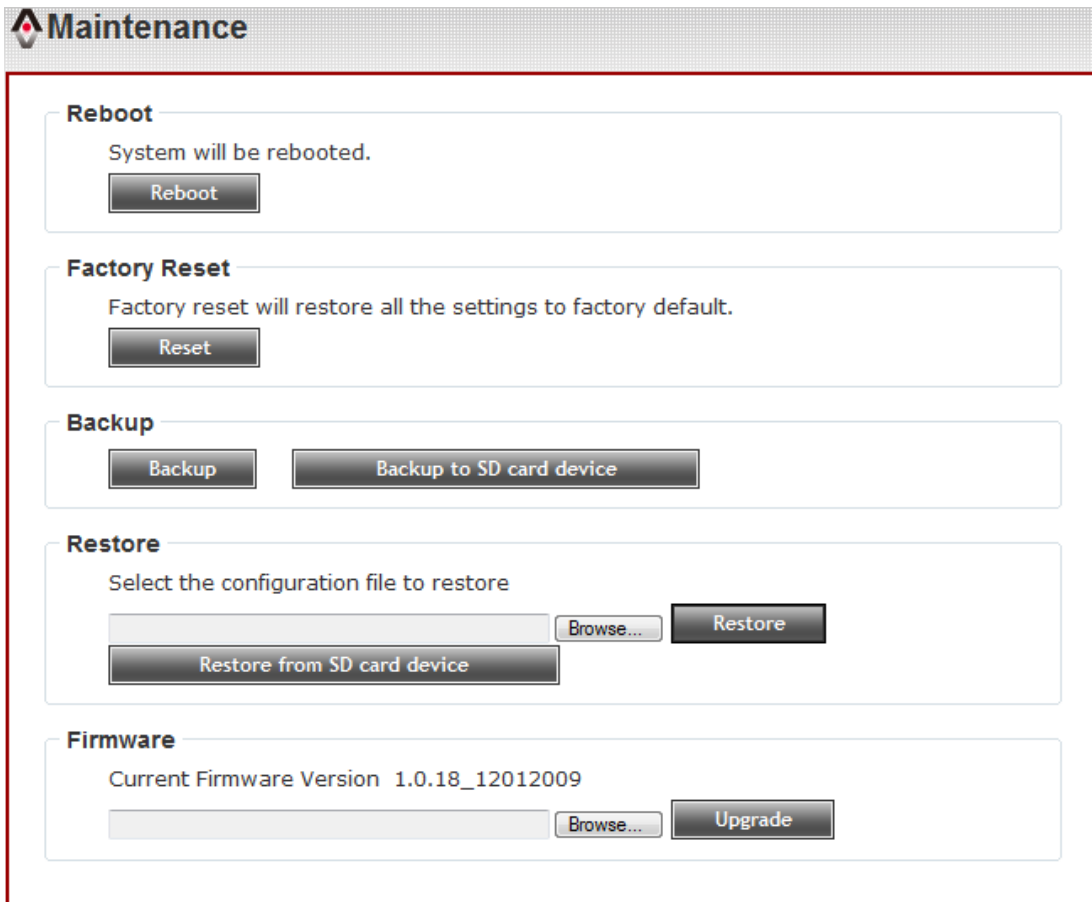 Maintenance
Reboot
System will be rebooted.
Reboot
Factory Reset
Factory reset will restore all the settings to factory default.
Reset
Backup
Backup Backup to SD card device
Restore
Select the configuration file to restore
Browse... Restore
Restore from SD card device
Firmware
Current Firmware Version 1.0.18_12012009
Browse... Upgrade